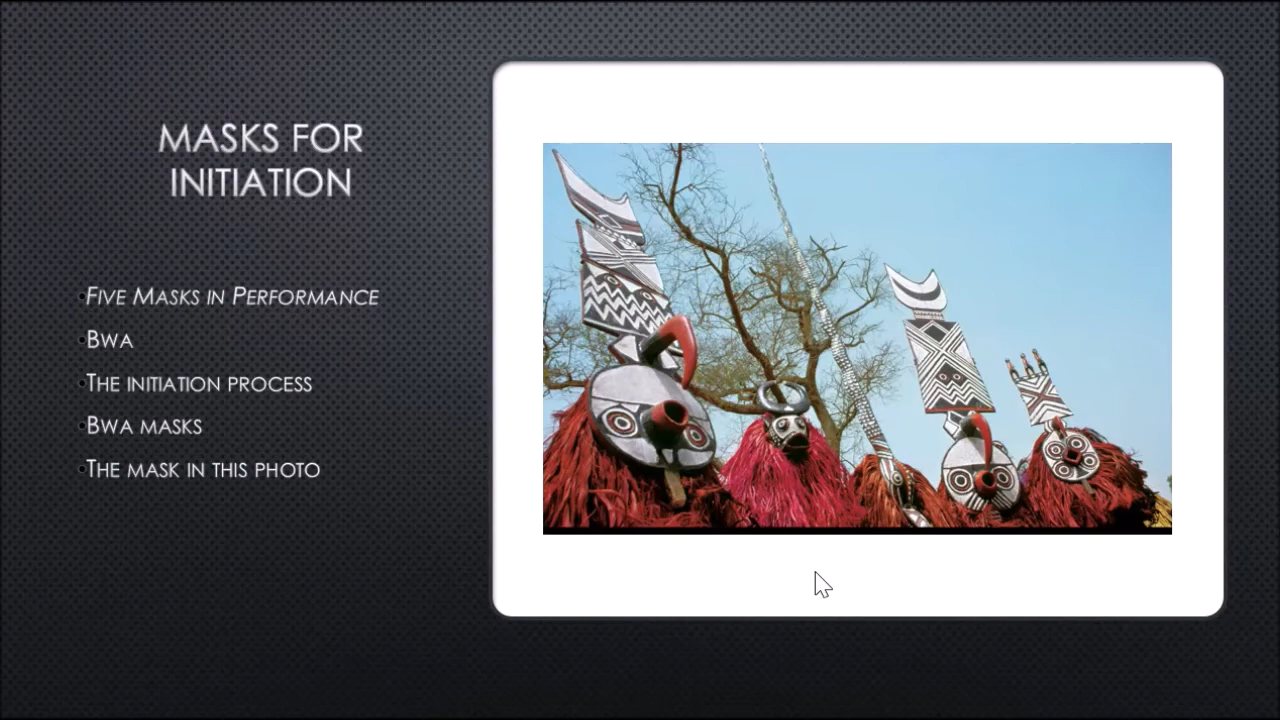 MASKS FOR
INITIATION
•FIVE MASKS IN PERFORMANCE
•BWA
•THE INITIATION PROCESS
•BWA MASKS
•THE MASK IN THIS PHOTO